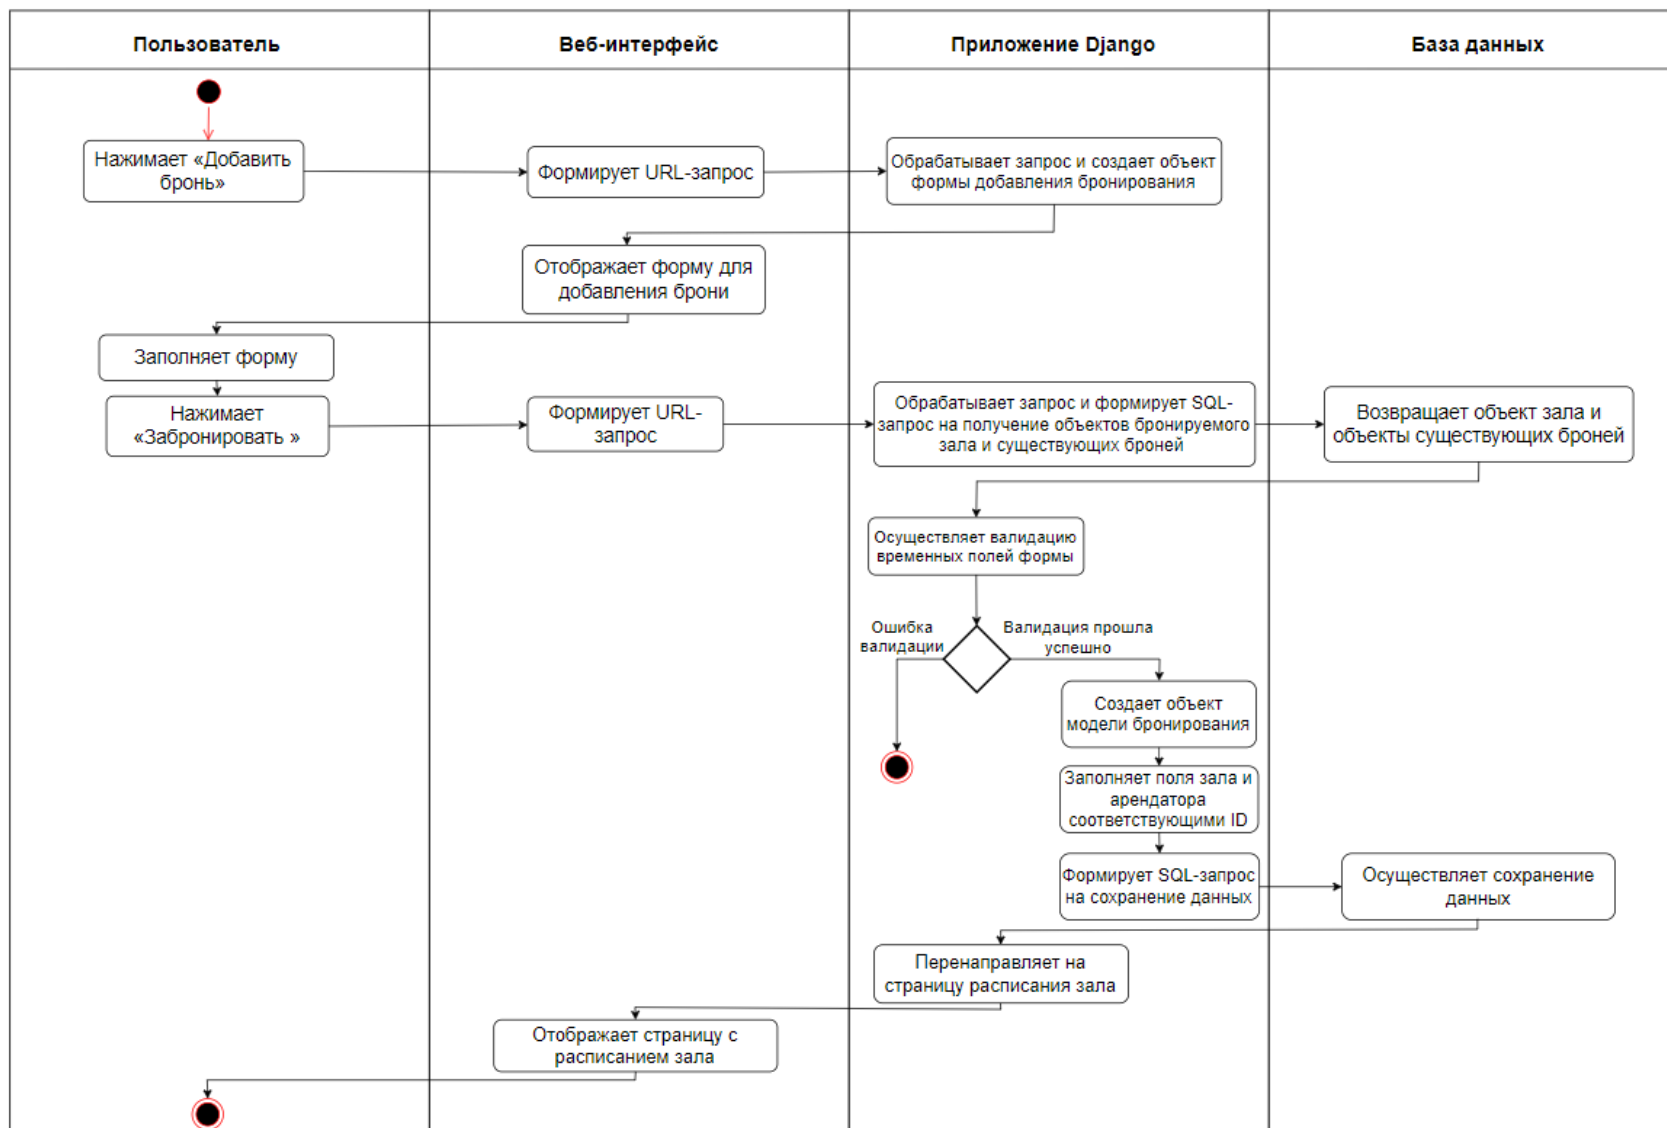 Пользователь
Веб-интерфейс
Приложение Django
База данных
Нажимает «Добавить
бронь»
Формирует URL-запрос
Обрабатывает запрос и создает объект
формы добавления бронирования
Отображает форму для
добавления брони
Заполняет форму
Нажимает
«Забронировать »
Формирует URL-
запрос
Обрабатывает запрос и формирует SQL-
запрос на получение объектов бронируемого
зала и существующих броней
Возвращает объект зала и
объекты существующих броней
Осуществляет валидацию
временных полей формы
Ошибка
валидации
Валидация прошла
успешно
Создает объект
модели бронирования
Заполняет поля зала и
арендатора
соответствующими ID
Формирует SQL-запрос
на сохранение данных
Осуществляет сохранение
данных
Перенаправляет на
страницу расписания зала
Отображает страницу с
расписанием зала